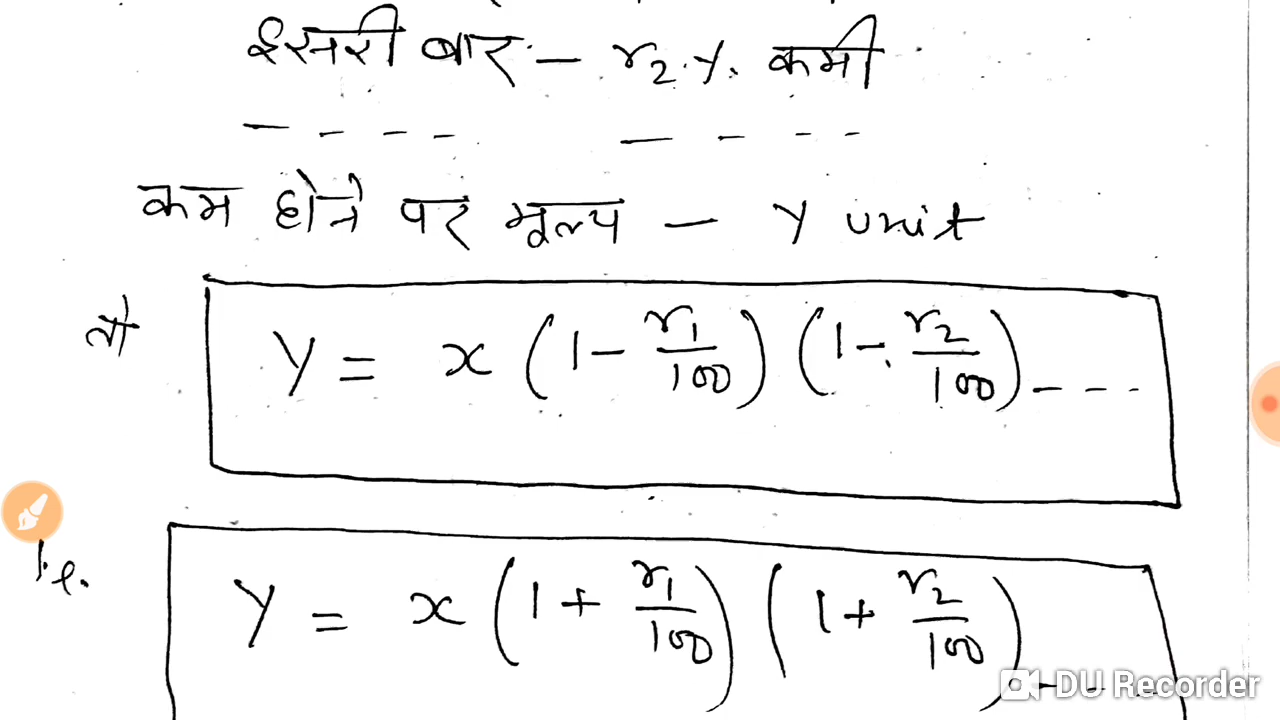 दूसरी बार - r₂ % कमी
- - - - - - - -
कम होने पर मूल्य - Y unit
तो Y = x (1 - r₁/100) (1 - r₂/100) - - -
i.e. Y = x (1 + r₁/100) (1 + r₂/100) - - - -
DU Recorder